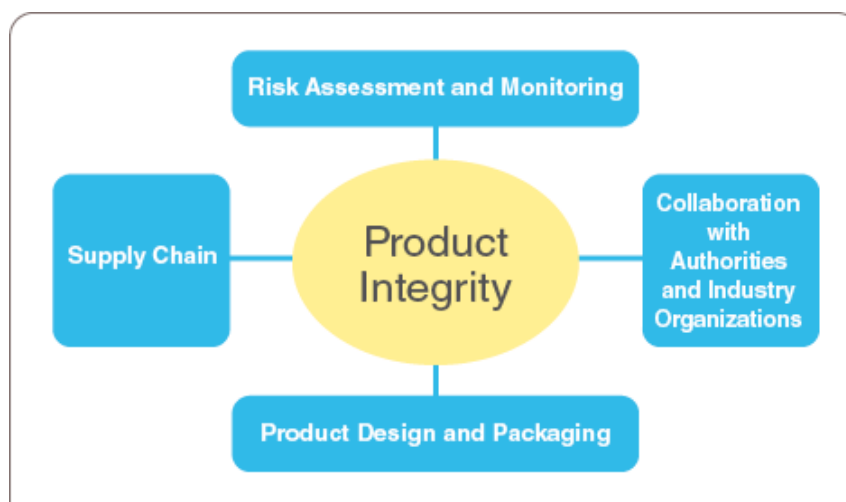 Risk Assessment and Monitoring
Supply Chain
Product
Integrity
Collaboration
with
Authorities
and Industry
Organizations
Product Design and Packaging